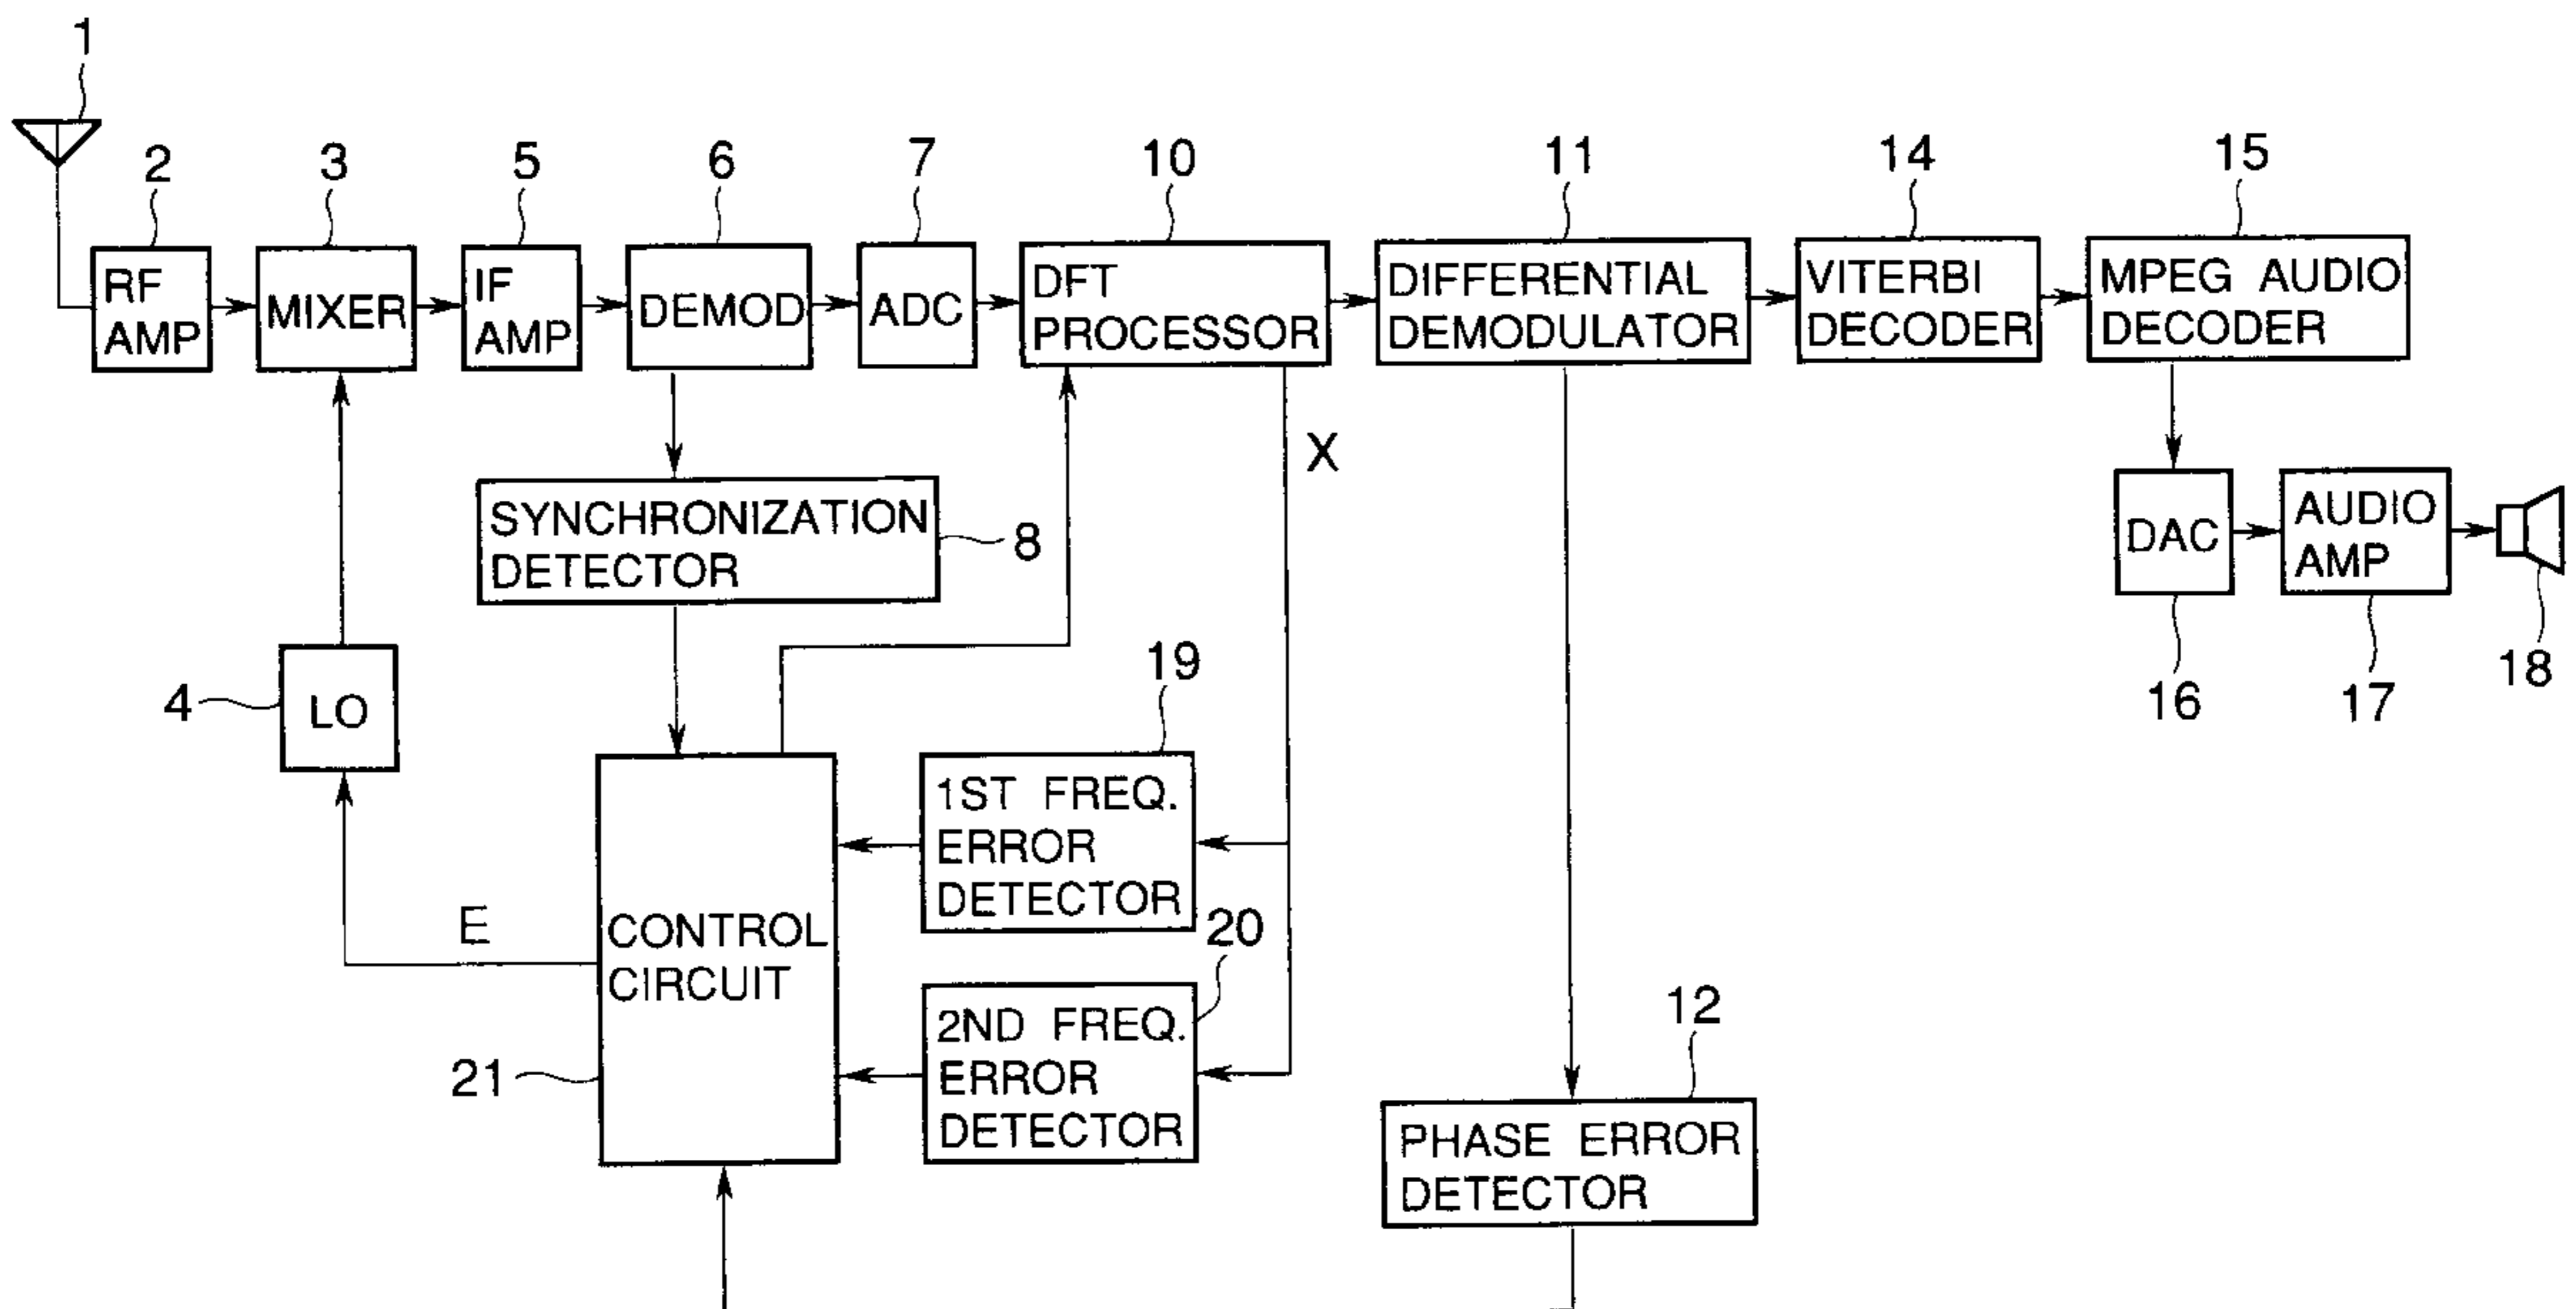 1
2
3
5
6
7
10
11
14
15
RF
AMP
MIXER
IF
AMP
DEMOD
ADC
DFT
PROCESSOR
DIFFERENTIAL
DEMODULATOR
VITERBI
DECODER
MPEG AUDIO
DECODER
X
SYNCHRONIZATION
DETECTOR
8
DAC
AUDIO
AMP
16
17
18
4
LO
19
1ST FREQ.
ERROR
DETECTOR
E
CONTROL
CIRCUIT
20
2ND FREQ.
ERROR
DETECTOR
21
12
PHASE ERROR
DETECTOR